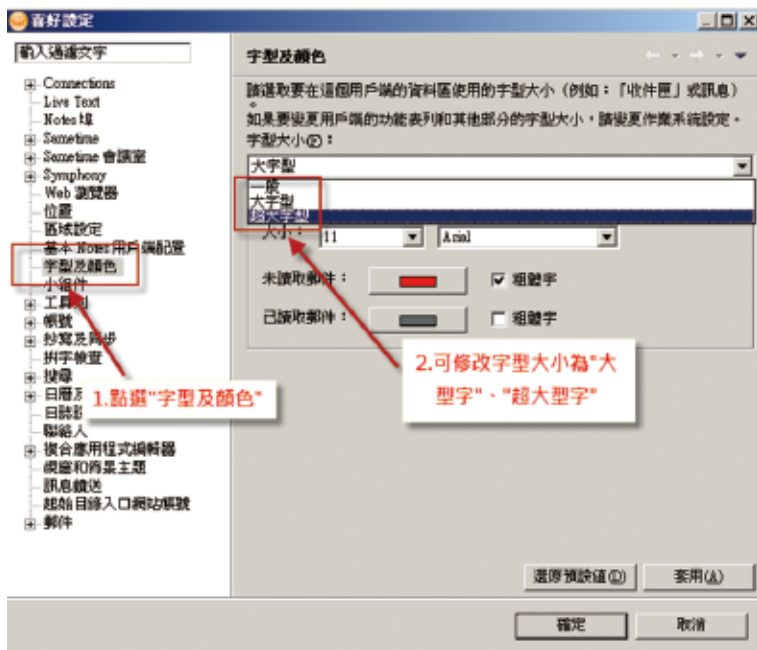 喜好設定
輸入過濾文字
Connections
Live Text
Notes 埠
Sametime
Sametime 會議室
Symphony
Web 瀏覽器
位置
區域設定
基本 Notes 用戶端配置
字型及顏色
小組件
工具列
帳號
抄寫及同步
拼字檢查
搜尋
日曆及
日誌
聯絡人
複合應用程式編輯器
視窗和佈景主題
訊息饋送
起始目錄入口網站帳號
郵件
字型及顏色
請選取要在這個用戶端的資料區使用的字型大小(例如:「收件匣」或訊息)
。
如果要變更用戶端的功能表列和其他部分的字型大小,請變更作業系統設定。
字型大小(F):
大字型
一般
大字型
超大字型
大小: 11 Arial
未讀取郵件: 粗體字
已讀取郵件: 粗體字
1.點選"字型及顏色"
2.可修改字型大小為"大
型字"、"超大型字"
還原預設值(D) 套用(A)
確定 取消